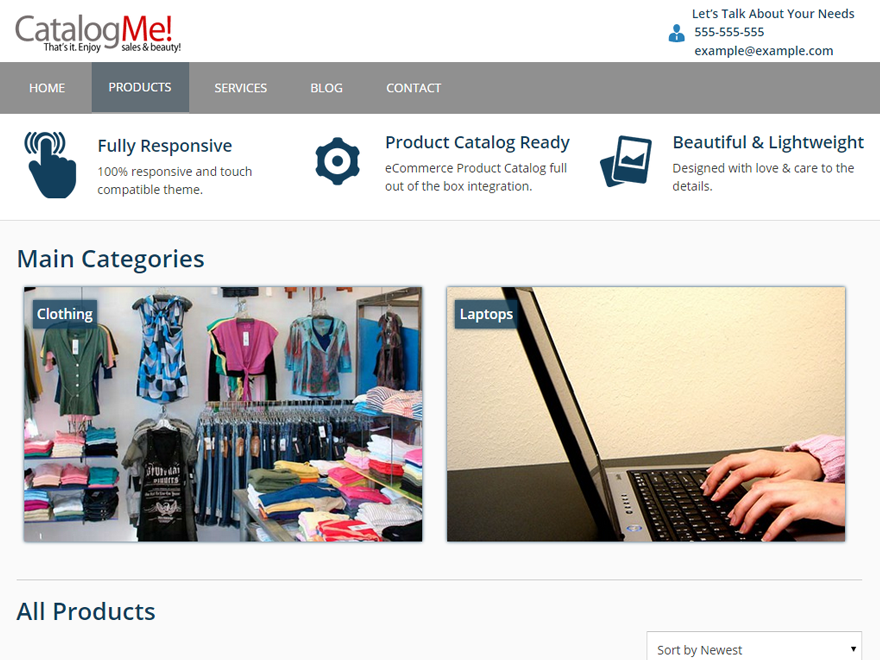 CatalogMe!
That's it. Enjoy sales & beauty!
Let's Talk About Your Needs
555-555-555
example@example.com
HOME PRODUCTS SERVICES BLOG CONTACT
Fully Responsive
100% responsive and touch
compatible theme.
Product Catalog Ready
eCommerce Product Catalog full
out of the box integration.
Beautiful & Lightweight
Designed with love & care to the
details.
Main Categories
Clothing
Laptops
All Products
Sort by Newest